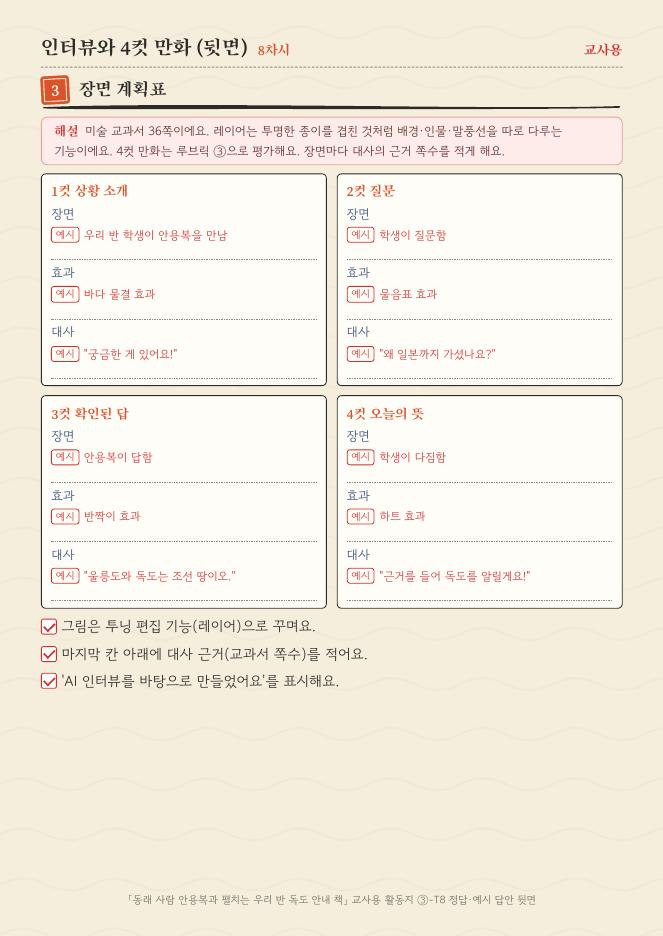 인터뷰와 4컷 만화 (뒷면) 8차시 교사용
3 장면 계획표
해설 미술 교과서 36쪽이에요. 레이어는 투명한 종이를 겹친 것처럼 배경·인물·말풍선을 따로 다루는
기능이에요. 4컷 만화는 루브릭 ③으로 평가해요. 장면마다 대사의 근거 쪽수를 적게 해요.
1컷 상황 소개
장면
예시 우리 반 학생이 안용복을 만남
효과
예시 바다 물결 효과
대사
예시 "궁금한 게 있어요!"
2컷 질문
장면
예시 학생이 질문함
효과
예시 물음표 효과
대사
예시 "왜 일본까지 가셨나요?"
3컷 확인된 답
장면
예시 안용복이 답함
효과
예시 반짝이 효과
대사
예시 "울릉도와 독도는 조선 땅이오."
4컷 오늘의 뜻
장면
예시 학생이 다짐함
효과
예시 하트 효과
대사
예시 "근거를 들어 독도를 알릴게요!"
그림은 투닝 편집 기능(레이어)으로 꾸며요.
마지막 칸 아래에 대사 근거(교과서 쪽수)를 적어요.
'AI 인터뷰를 바탕으로 만들었어요'를 표시해요.
「동래 사람 안용복과 펼치는 우리 반 독도 안내 책」 교사용 활동지 ③-T8 정답·예시 답안 뒷면